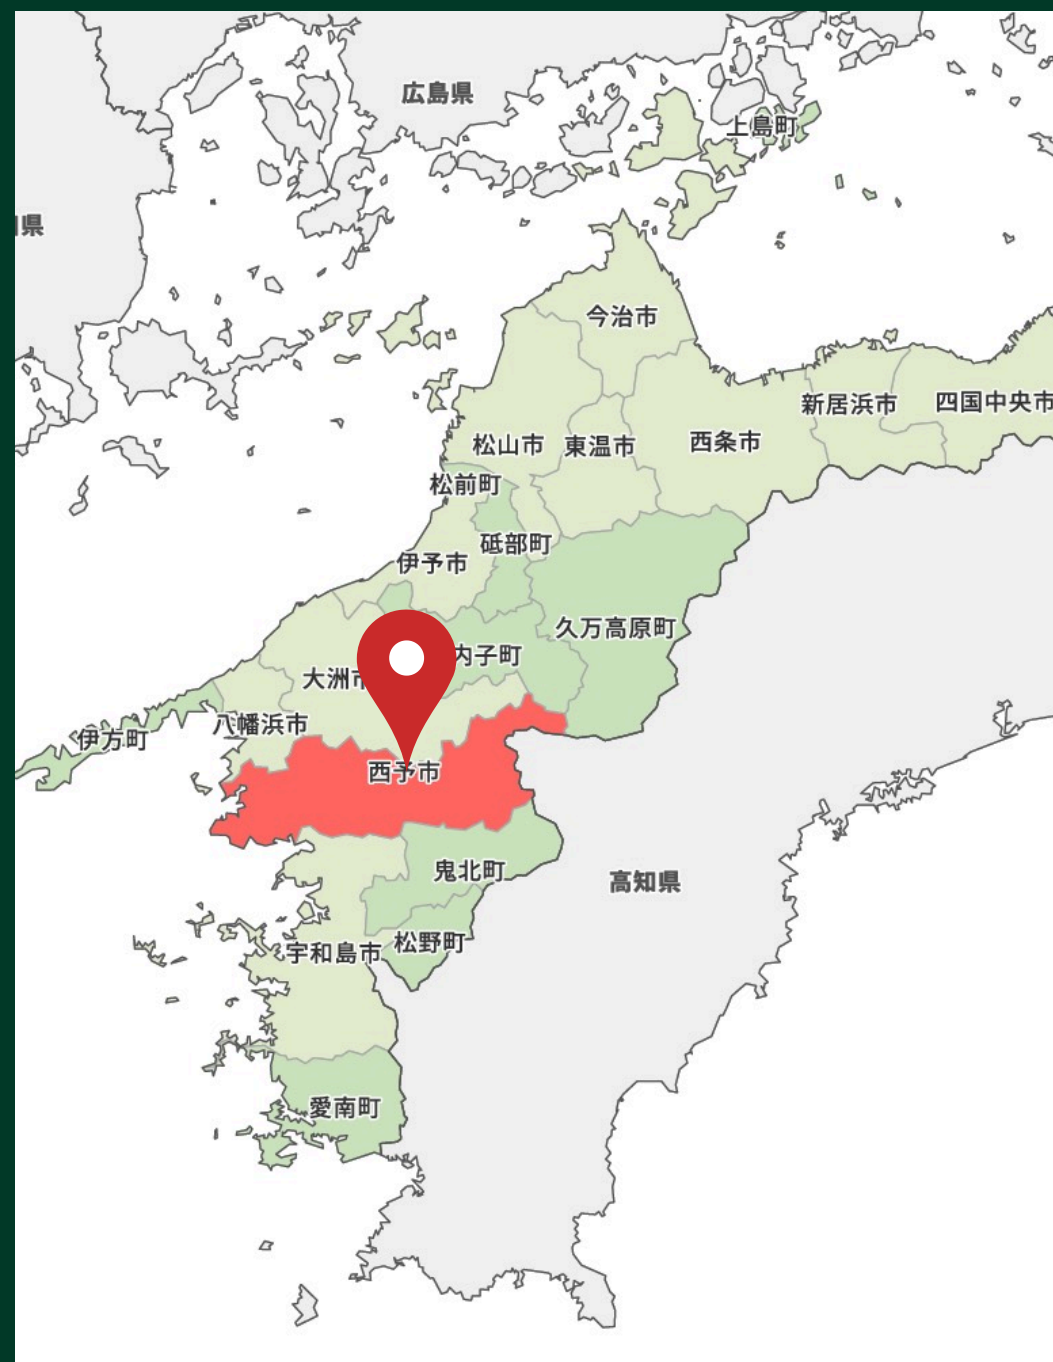 広島県
上島町
県
今治市
新居浜市
四国中央市
松山市
東温市
西条市
松前町
砥部町
伊予市
久万高原町
内子町
大洲市
八幡浜市
伊方町
西予市
鬼北町
高知県
松野町
宇和島市
愛南町